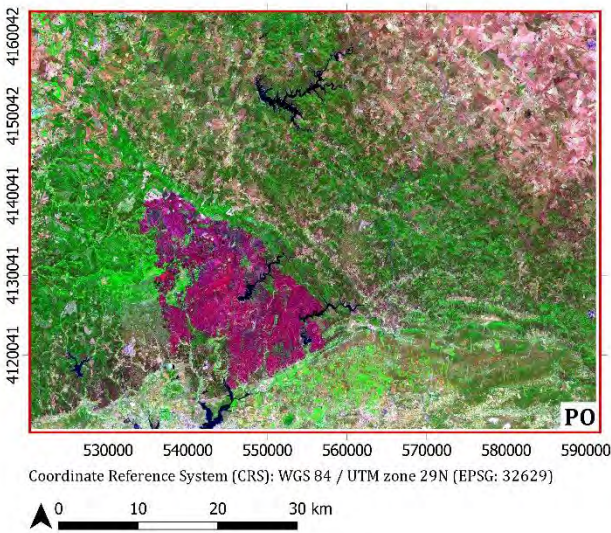 4160042
4150042
4140041
4130041
4120041
PO
530000 540000 550000 560000 570000 580000 590000
Coordinate Reference System (CRS): WGS 84 / UTM zone 29N (EPSG: 32629)
0 10 20 30 km